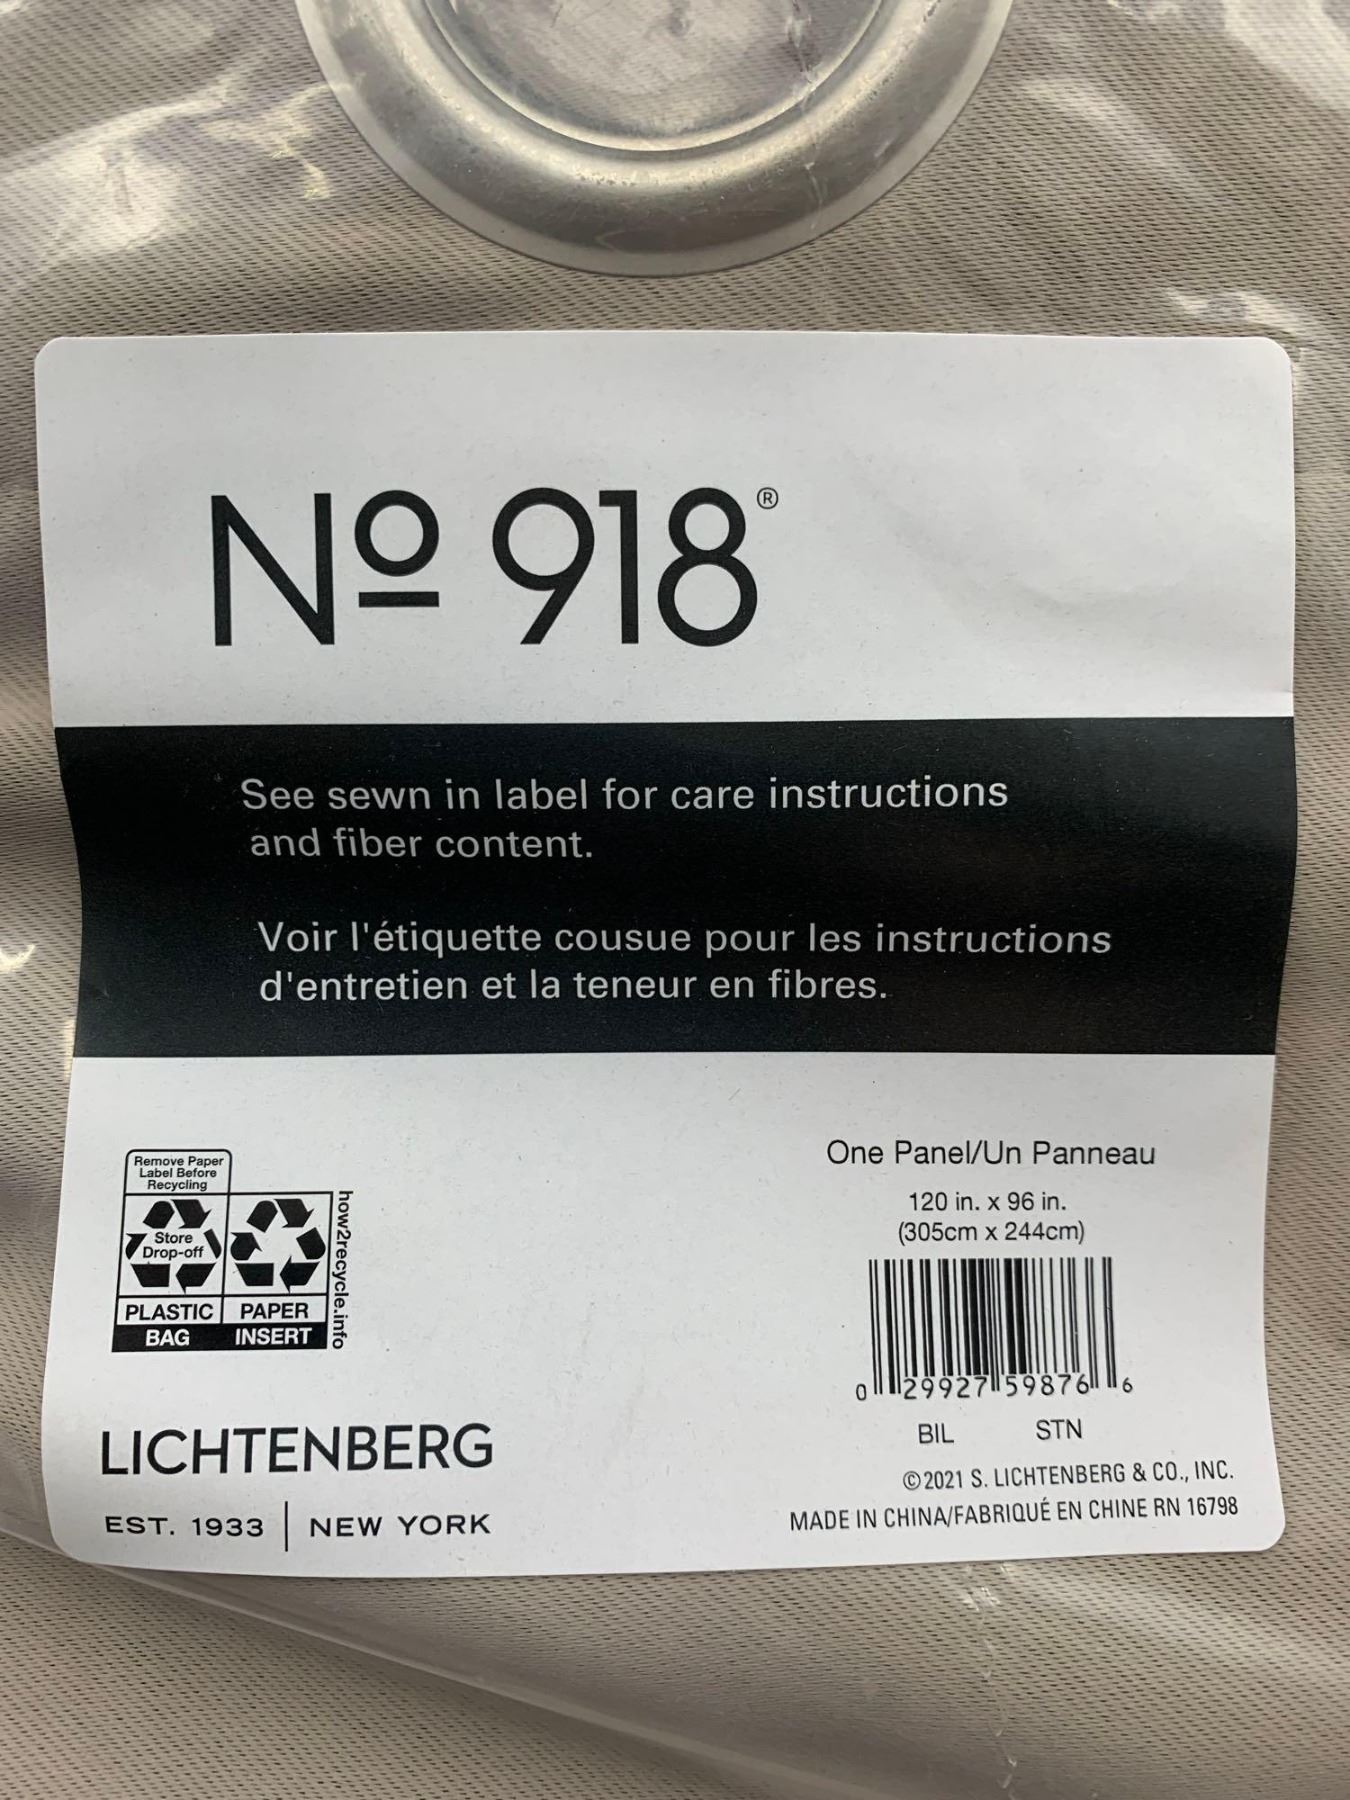 Nº 918®
See sewn in label for care instructions
and fiber content.
Voir l'étiquette cousue pour les instructions
d'entretien et la teneur en fibres.
Remove Paper
Label Before
Recycling
Store
Drop-off
PLASTIC
BAG
PAPER
INSERT
how2recycle.info
LICHTENBERG
EST. 1933 | NEW YORK
One Panel/Un Panneau
120 in. x 96 in.
(305cm x 244cm)
0 29927 59876 6
BIL STN
©2021 S. LICHTENBERG & CO., INC.
MADE IN CHINA/FABRIQUÉ EN CHINE RN 16798